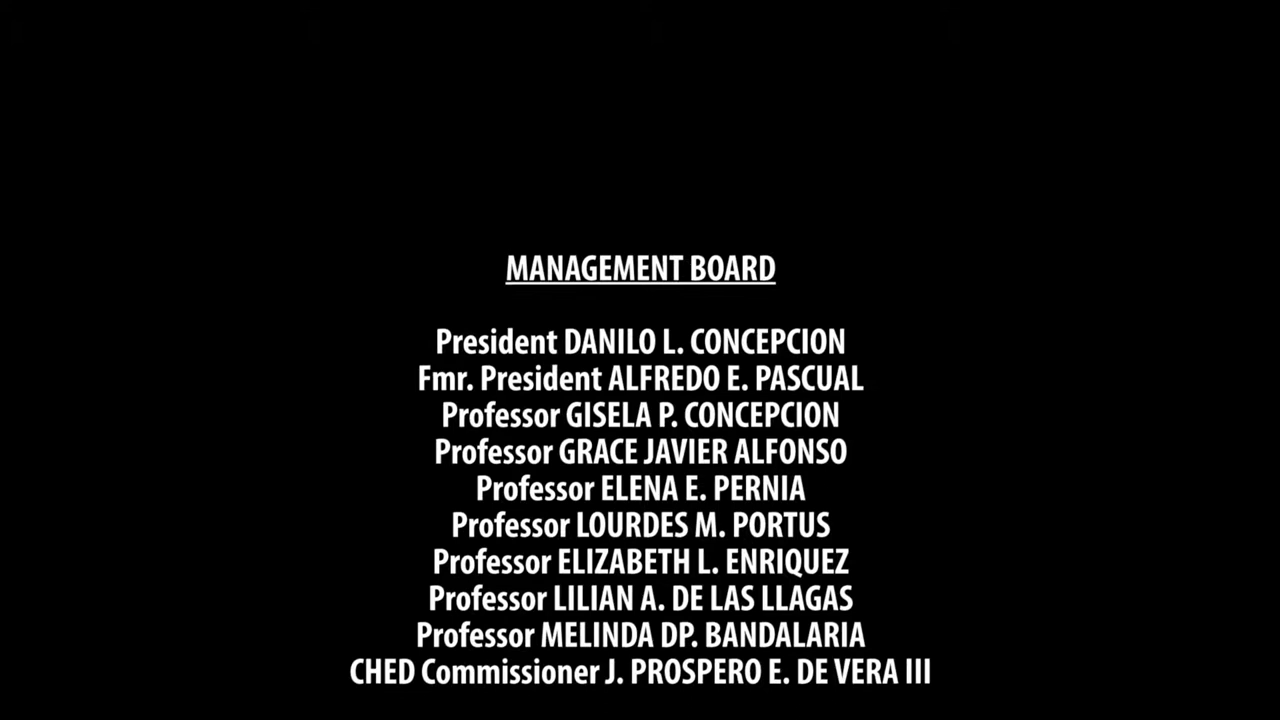 MANAGEMENT BOARD
President DANILO L. CONCEPCION
Fmr. President ALFREDO E. PASCUAL
Professor GISELA P. CONCEPCION
Professor GRACE JAVIER ALFONSO
Professor ELENA E. PERNIA
Professor LOURDES M. PORTUS
Professor ELIZABETH L. ENRIQUEZ
Professor LILIAN A. DE LAS LLAGAS
Professor MELINDA DP. BANDALARIA
CHED Commissioner J. PROSPERO E. DE VERA III